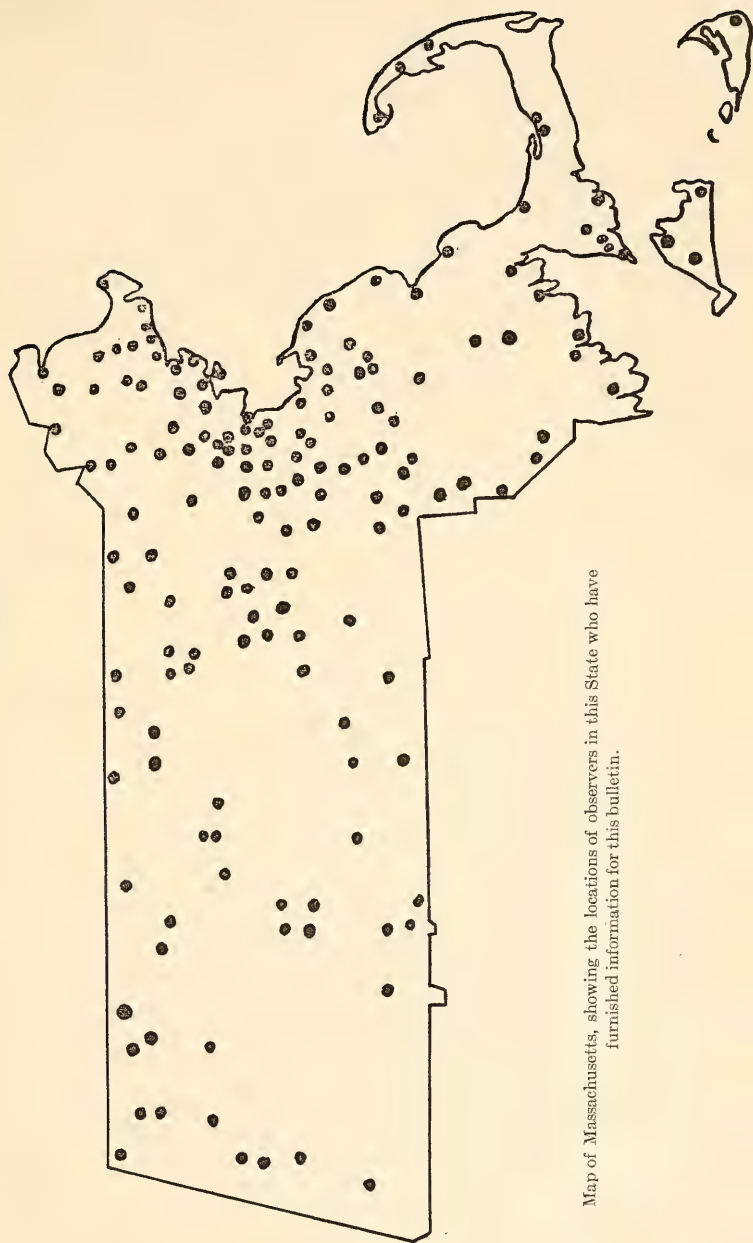 Map of Massachusetts, showing the locations of observers in this State who have
furnished information for this bulletin.